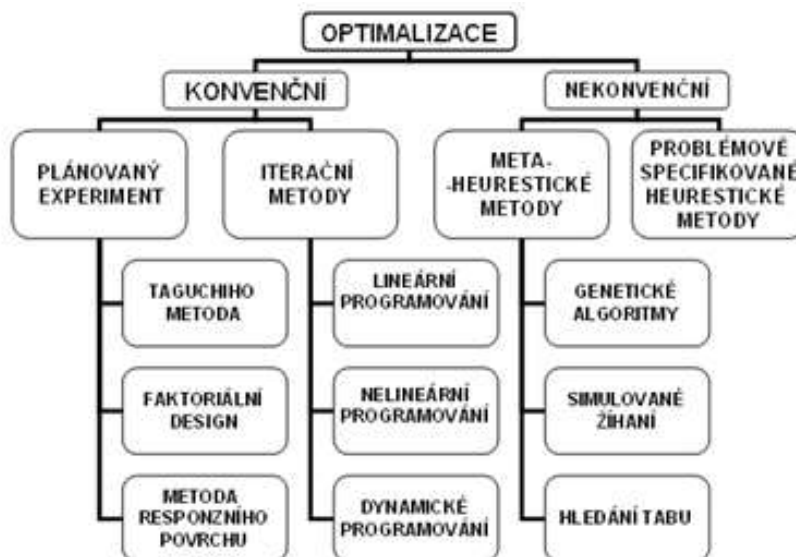 OPTIMALIZACE
KONVENČNÍ
NEKONVENČNÍ
PLÁNOVANÝ
EXPERIMENT
ITERAČNÍ
METODY
META-
-HEURESTICKÉ
METODY
PROBLÉMOVĚ
SPECIFIKOVANÉ
HEURESTICKÉ
METODY
TAGUCHIHO
METODA
LINEÁRNÍ
PROGRAMOVÁNÍ
GENETICKÉ
ALGORITMY
FAKTORIÁLNÍ
DESIGN
NELINEÁRNÍ
PROGRAMOVÁNÍ
SIMULOVANÉ
ŽÍHANÍ
METODA
RESPONZNÍHO
POVRCHU
DYNAMICKÉ
PROGRAMOVÁNÍ
HLEDÁNÍ TABU